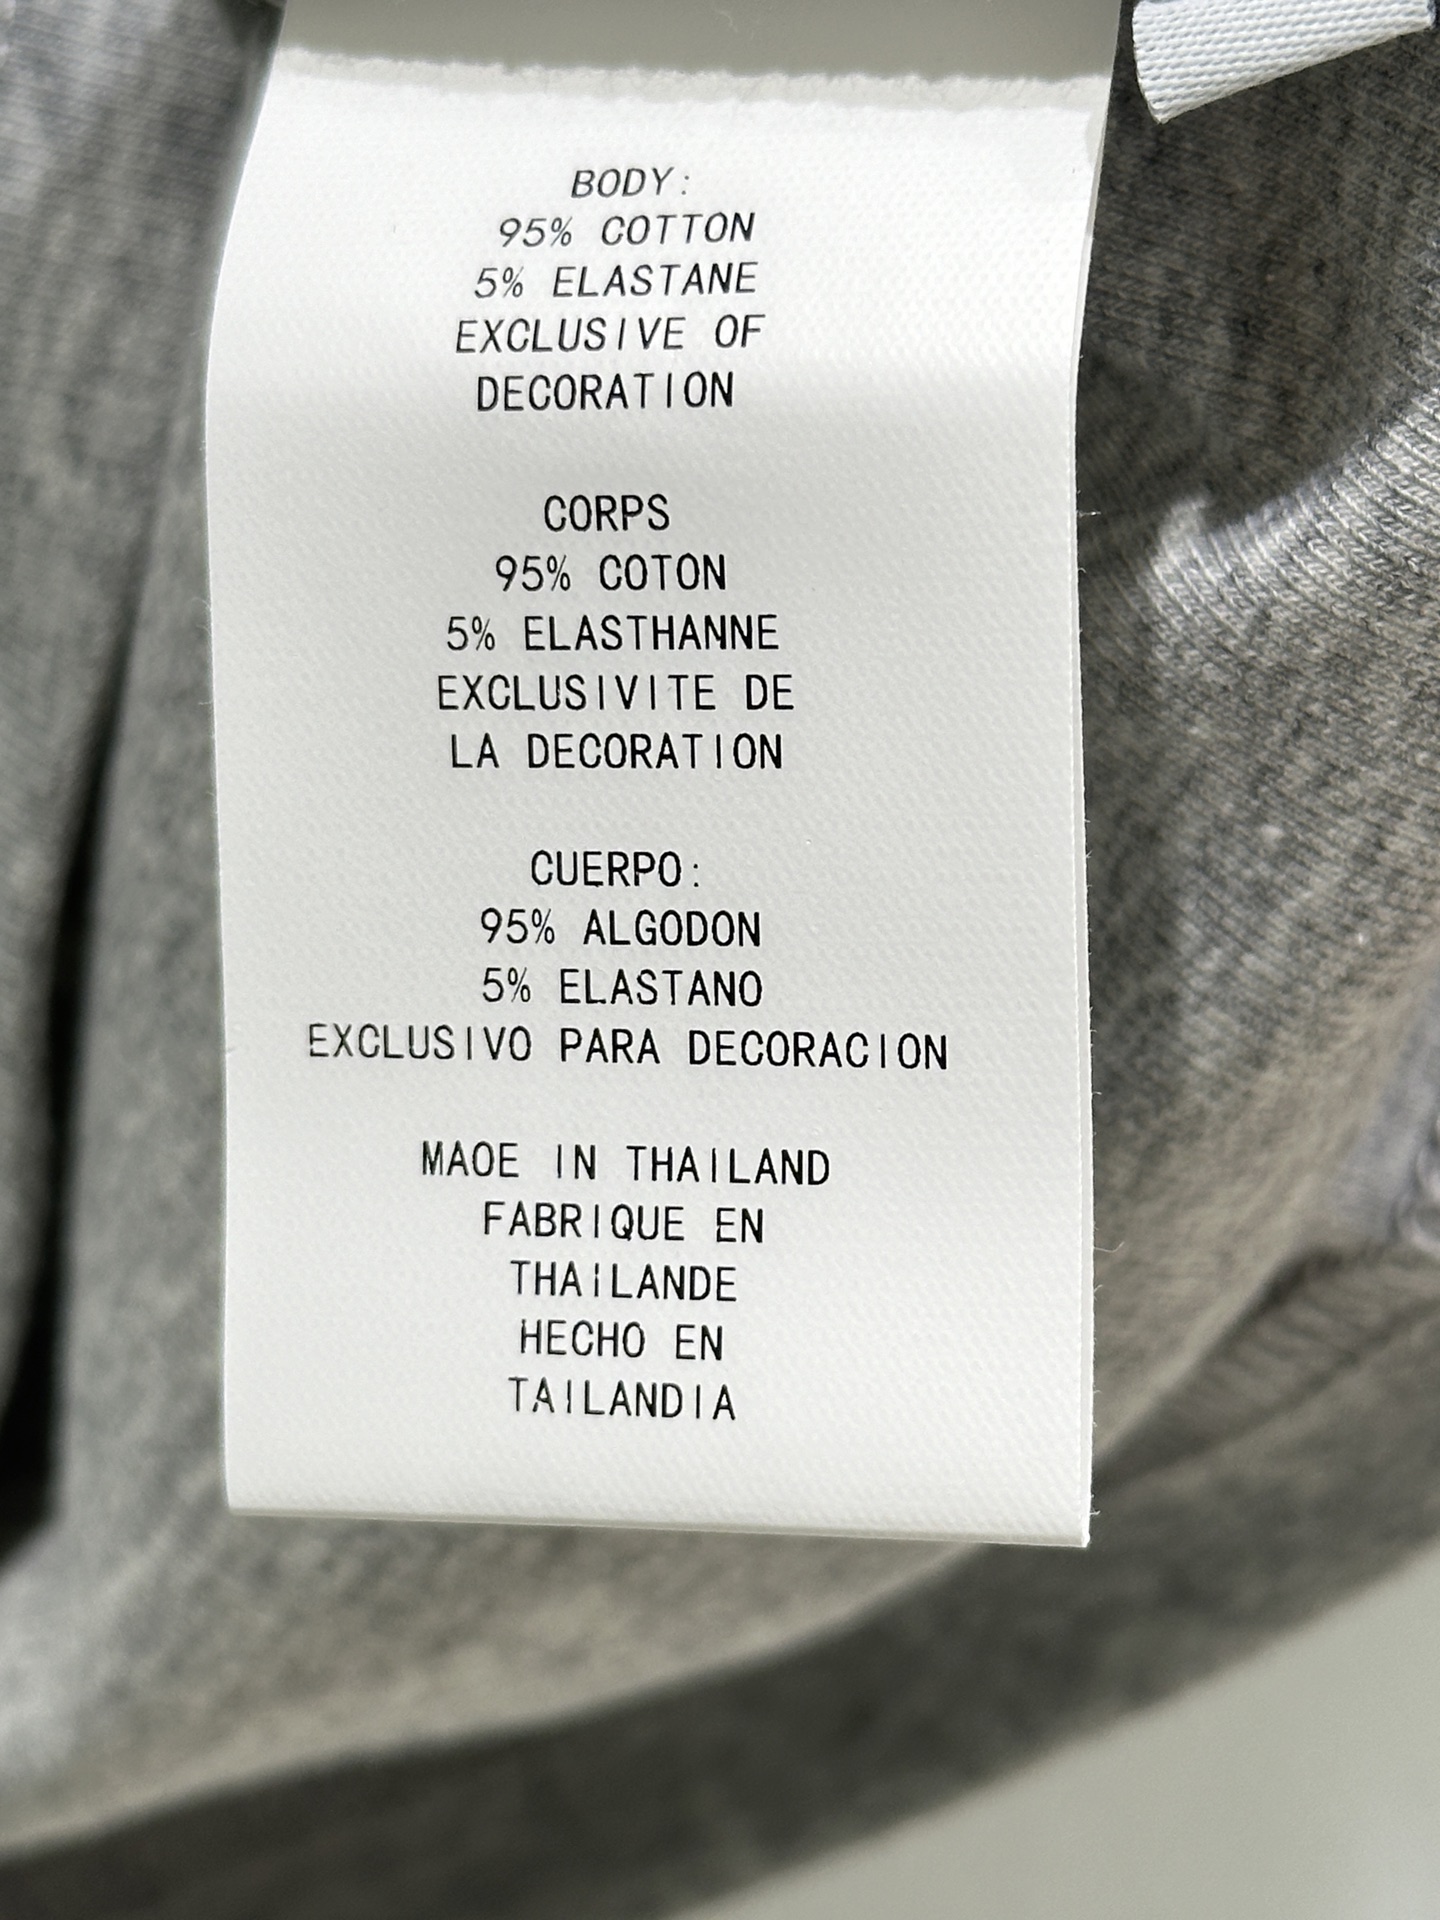 BODY:
95% COTTON
5% ELASTANE
EXCLUSIVE OF
DECORATION
CORPS
95% COTON
5% ELASTHANNE
EXCLUSIVITE DE
LA DECORATION
CUERPO:
95% ALGODON
5% ELASTANO
EXCLUSIVO PARA DECORACION
MAOE IN THAILAND
FABRIQUE EN
THAILANDE
HECHO EN
TAILANDIA